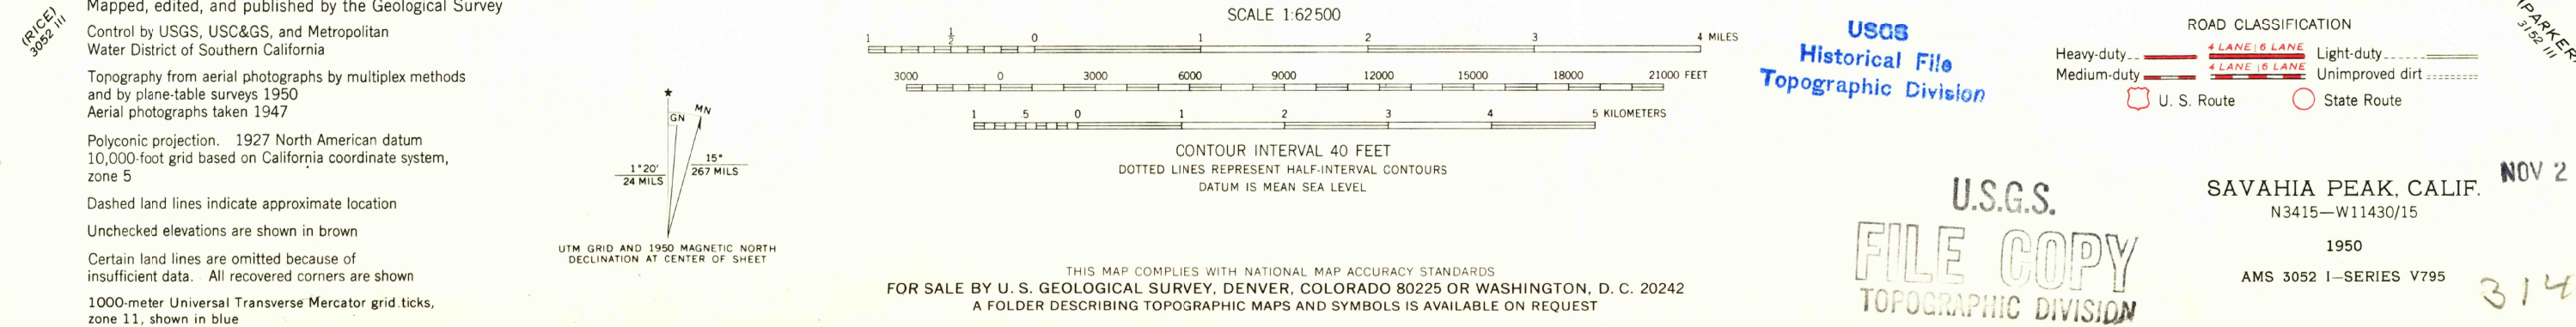 (RICE)
3052 III
Mapped, edited, and published by the Geological Survey
Control by USGS, USC&GS, and Metropolitan
Water District of Southern California
Topography from aerial photographs by multiplex methods
and by plane-table surveys 1950
Aerial photographs taken 1947
Polyconic projection. 1927 North American datum
10,000-foot grid based on California coordinate system,
zone 5
Dashed land lines indicate approximate location
Unchecked elevations are shown in brown
Certain land lines are omitted because of
insufficient data. All recovered corners are shown
1000-meter Universal Transverse Mercator grid ticks,
zone 11, shown in blue
★
GN
MN
1°20'
24 MILS
15°
267 MILS
UTM GRID AND 1950 MAGNETIC NORTH
DECLINATION AT CENTER OF SHEET
SCALE 1:62500
1 ½ 0 1 2 3 4 MILES
3000 0 3000 6000 9000 12000 15000 18000 21000 FEET
1 .5 0 1 2 3 4 5 KILOMETERS
CONTOUR INTERVAL 40 FEET
DOTTED LINES REPRESENT HALF-INTERVAL CONTOURS
DATUM IS MEAN SEA LEVEL
THIS MAP COMPLIES WITH NATIONAL MAP ACCURACY STANDARDS
FOR SALE BY U. S. GEOLOGICAL SURVEY, DENVER, COLORADO 80225 OR WASHINGTON, D. C. 20242
A FOLDER DESCRIBING TOPOGRAPHIC MAPS AND SYMBOLS IS AVAILABLE ON REQUEST
USGS
Historical File
Topographic Division
U.S.G.S.
FILE COPY
TOPOGRAPHIC DIVISION
ROAD CLASSIFICATION
Heavy-duty 4 LANE 6 LANE Light-duty
Medium-duty 4 LANE 6 LANE Unimproved dirt
U. S. Route State Route
(PARKER)
3152 III
SAVAHIA PEAK, CALIF.
N3415—W11430/15
1950
AMS 3052 I—SERIES V795
NOV 2
314